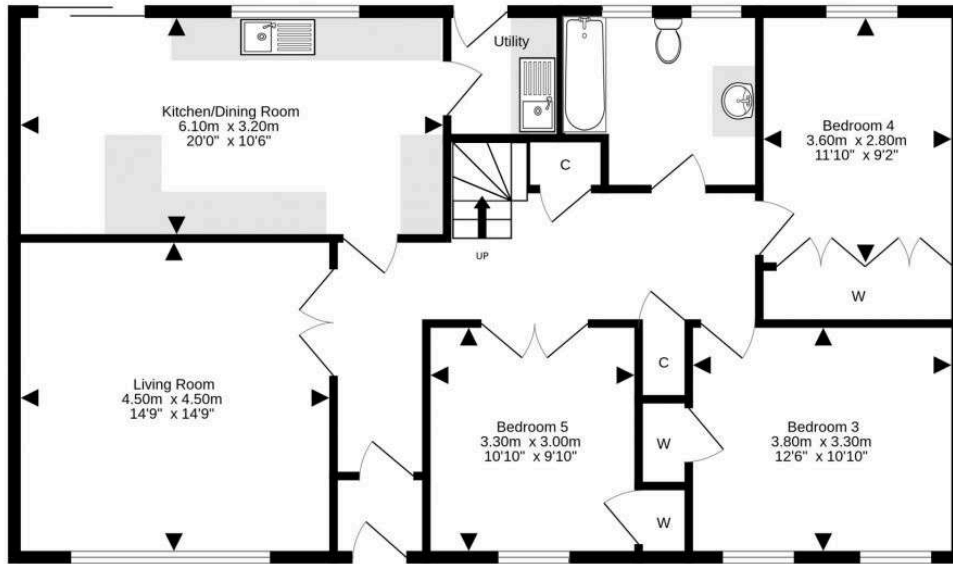 Utility
Kitchen/Dining Room
6.10m x 3.20m
20'0" x 10'6"
Bedroom 4
3.60m x 2.80m
11'10" x 9'2"
C
UP
W
Living Room
4.50m x 4.50m
14'9" x 14'9"
C
Bedroom 5
3.30m x 3.00m
10'10" x 9'10"
W
Bedroom 3
3.80m x 3.30m
12'6" x 10'10"
W